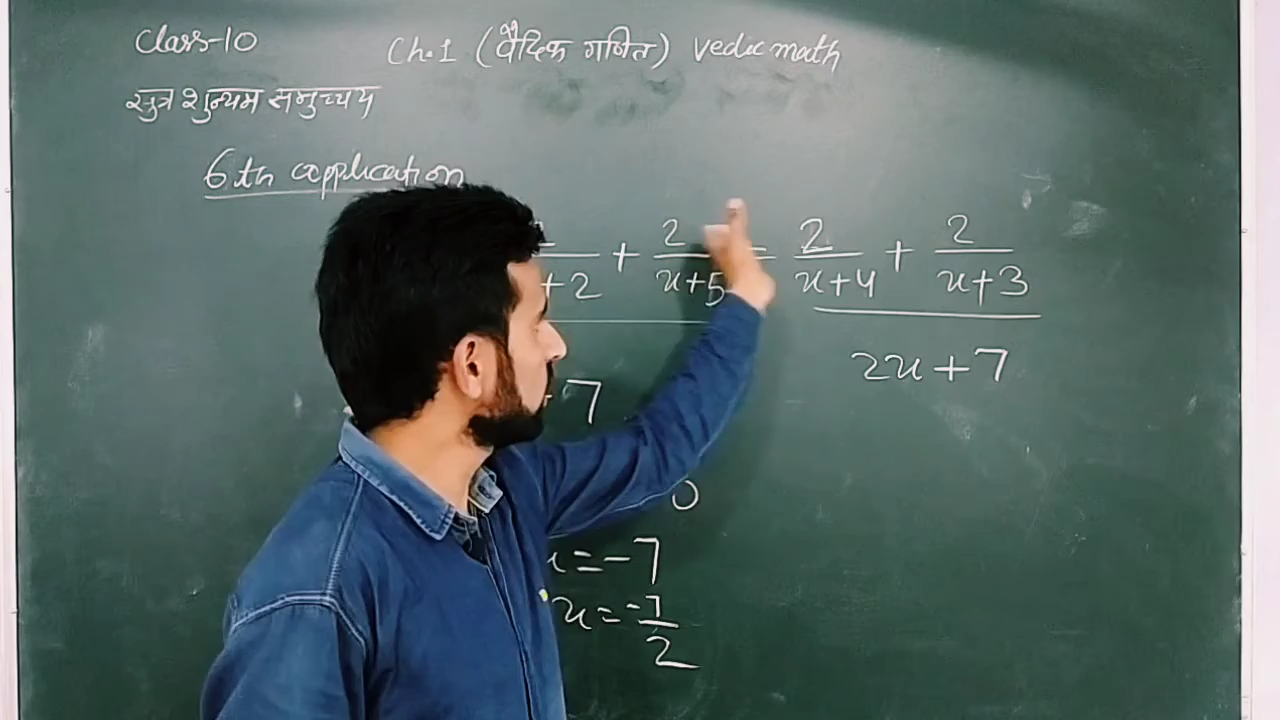 Class-10
Ch.1 (वैदिक गणित) vedic math
सुत्र शुन्यम समुच्चय
6th application
+2 + 2/x+5 = 2/x+4 + 2/x+3
7
2x+7
0
x=-7
x=-7/2